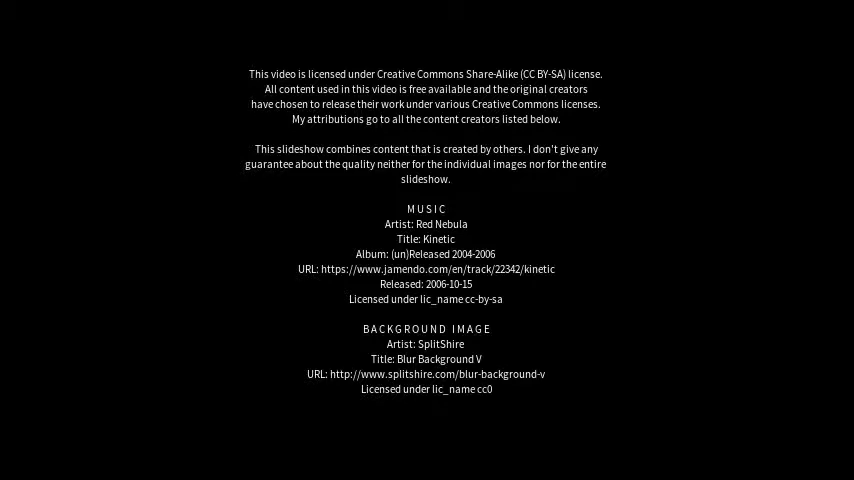 This video is licensed under Creative Commons Share-Alike (CC BY-SA) license.
All content used in this video is free available and the original creators
have chosen to release their work under various Creative Commons licenses.
My attributions go to all the content creators listed below.
This slideshow combines content that is created by others. I don't give any
guarantee about the quality neither for the individual images nor for the entire
slideshow.
MUSIC
Artist: Red Nebula
Title: Kinetic
Album: (un)Released 2004-2006
URL: https://www.jamendo.com/en/track/22342/kinetic
Released: 2006-10-15
Licensed under lic_name cc-by-sa
BACKGROUND IMAGE
Artist: SplitShire
Title: Blur Background V
URL: http://www.splitshire.com/blur-background-v
Licensed under lic_name cc0